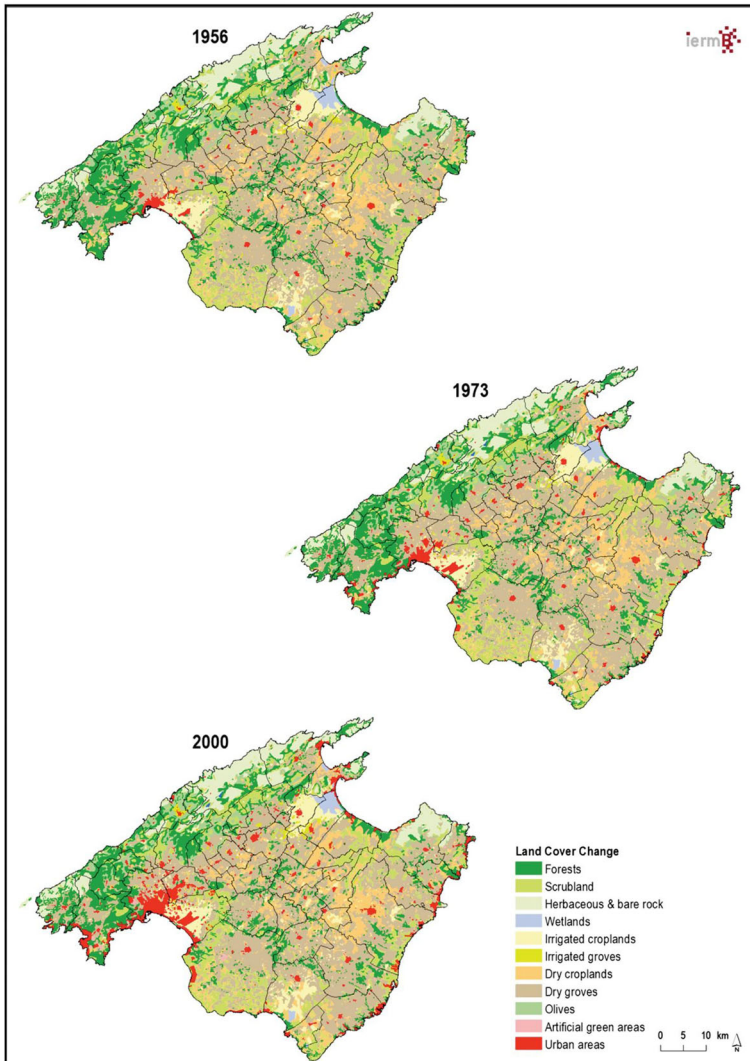 1956
iermB
1973
2000
Land Cover Change
Forests
Scrubland
Herbaceous & bare rock
Wetlands
Irrigated croplands
Irrigated groves
Dry croplands
Dry groves
Olives
Artificial green areas
Urban areas
0 5 10 km
N